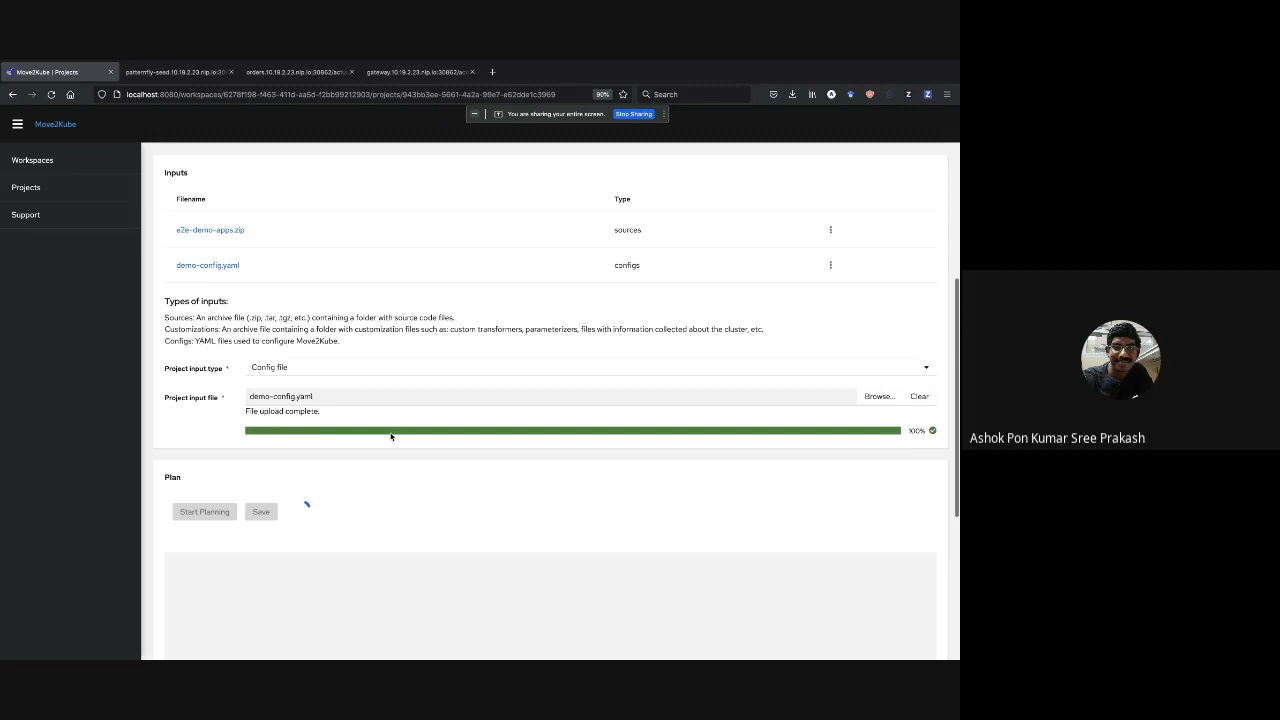 Move2Kube | Projects
patternfly-seed.10.19.2.23.nip.io:30
orders.10.19.2.23.nip.io:30862/actu
gateway.10.19.2.23.nip.io:30862/a
localhost:8080/workspaces/6278f198-f463-411d-aa5d-f2bb99212903/projects/943bb3ee-5661-4a2a-99e7-e62dde1c3969
90%
Search
You are sharing your entire screen.
Stop Sharing
Move2Kube
Workspaces
Projects
Support
Inputs
Filename Type
e2e-demo-apps.zip sources
demo-config.yaml configs
Types of inputs:
Sources: An archive file (.zip, .tar, .tgz, etc.) containing a folder with source code files.
Customizations: An archive file containing a folder with customization files such as: custom transformers, parameterizers, files with information collected about the cluster, etc.
Configs: YAML files used to configure Move2Kube.
Project input type * Config file
Project input file * demo-config.yaml Browse... Clear
File upload complete.
100%
Plan
Start Planning Save
Ashok Pon Kumar Sree Prakash